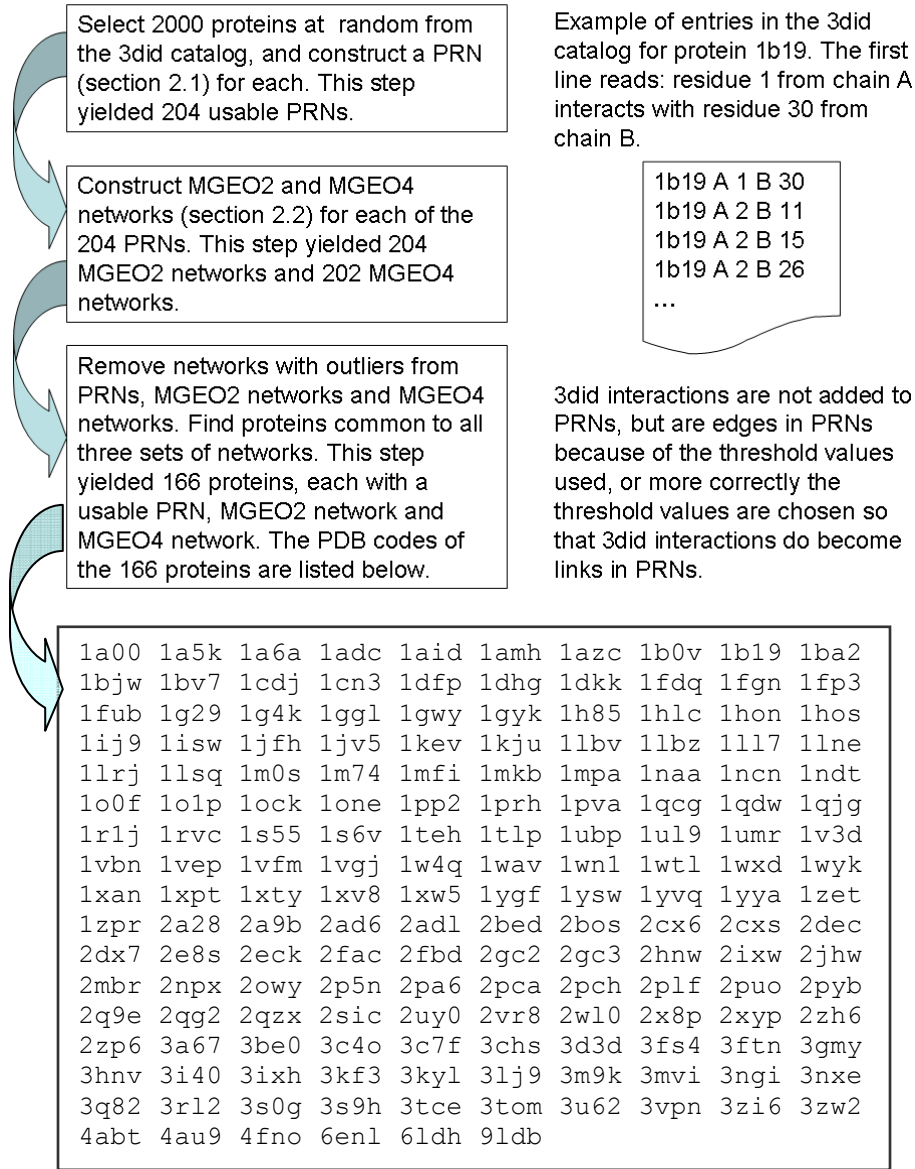 Select 2000 proteins at random from
the 3did catalog, and construct a PRN
(section 2.1) for each. This step
yielded 204 usable PRNs.
Construct MGEO2 and MGEO4
networks (section 2.2) for each of the
204 PRNs. This step yielded 204
MGEO2 networks and 202 MGEO4
networks.
Remove networks with outliers from
PRNs, MGEO2 networks and MGEO4
networks. Find proteins common to all
three sets of networks. This step
yielded 166 proteins, each with a
usable PRN, MGEO2 network and
MGEO4 network. The PDB codes of
the 166 proteins are listed below.
Example of entries in the 3did
catalog for protein 1b19. The first
line reads: residue 1 from chain A
interacts with residue 30 from
chain B.
1b19 A 1 B 30
1b19 A 2 B 11
1b19 A 2 B 15
1b19 A 2 B 26
...
3did interactions are not added to
PRNs, but are edges in PRNs
because of the threshold values
used, or more correctly the
threshold values are chosen so
that 3did interactions do become
links in PRNs.
1a00 1a5k 1a6a 1adc 1aid 1amh 1azc 1b0v 1b19 1ba2
1bjw 1bv7 1cdj 1cn3 1dfp 1dhg 1dkk 1fdq 1fgn 1fp3
1fub 1g29 1g4k 1ggl 1gwy 1gyk 1h85 1hlc 1hon 1hos
1ij9 1isw 1jfh 1jv5 1kev 1kju 1lbv 1lbz 1ll7 1lne
1lrj 1lsq 1m0s 1m74 1mfi 1mkb 1mpa 1naa 1ncn 1ndt
1o0f 1o1p 1ock 1one 1pp2 1prh 1pva 1qcg 1qdw 1qjg
1r1j 1rvc 1s55 1s6v 1teh 1tlp 1ubp 1ul9 1umr 1v3d
1vbn 1vep 1vfm 1vgj 1w4q 1wav 1wn1 1wtl 1wxd 1wyk
1xan 1xpt 1xty 1xv8 1xw5 1ygf 1ysw 1yvq 1yya 1zet
1zpr 2a28 2a9b 2ad6 2adl 2bed 2bos 2cx6 2cxs 2dec
2dx7 2e8s 2eck 2fac 2fbd 2gc2 2gc3 2hnw 2ixw 2jhw
2mbr 2npx 2owy 2p5n 2pa6 2pca 2pch 2plf 2puo 2pyb
2q9e 2qg2 2qzx 2sic 2uy0 2vr8 2wl0 2x8p 2xyp 2zh6
2zp6 3a67 3be0 3c4o 3c7f 3chs 3d3d 3fs4 3ftn 3gmy
3hnv 3i40 3ixh 3kf3 3kyl 3lj9 3m9k 3mvi 3ngi 3nxe
3q82 3rl2 3s0g 3s9h 3tce 3tom 3u62 3vpn 3zi6 3zw2
4abt 4au9 4fno 6enl 6ldh 9ldb